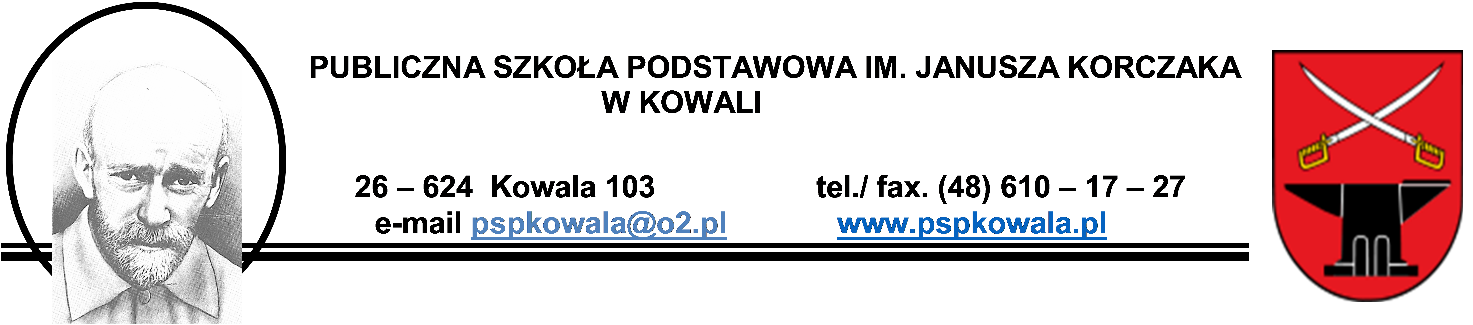 PUBLICZNA SZKOŁA PODSTAWOWA IM. JANUSZA KORCZAKA
W KOWALI
26 – 624 Kowala 103 tel./ fax. (48) 610 – 17 – 27
e-mail pspkowala@o2.pl www.pspkowala.pl